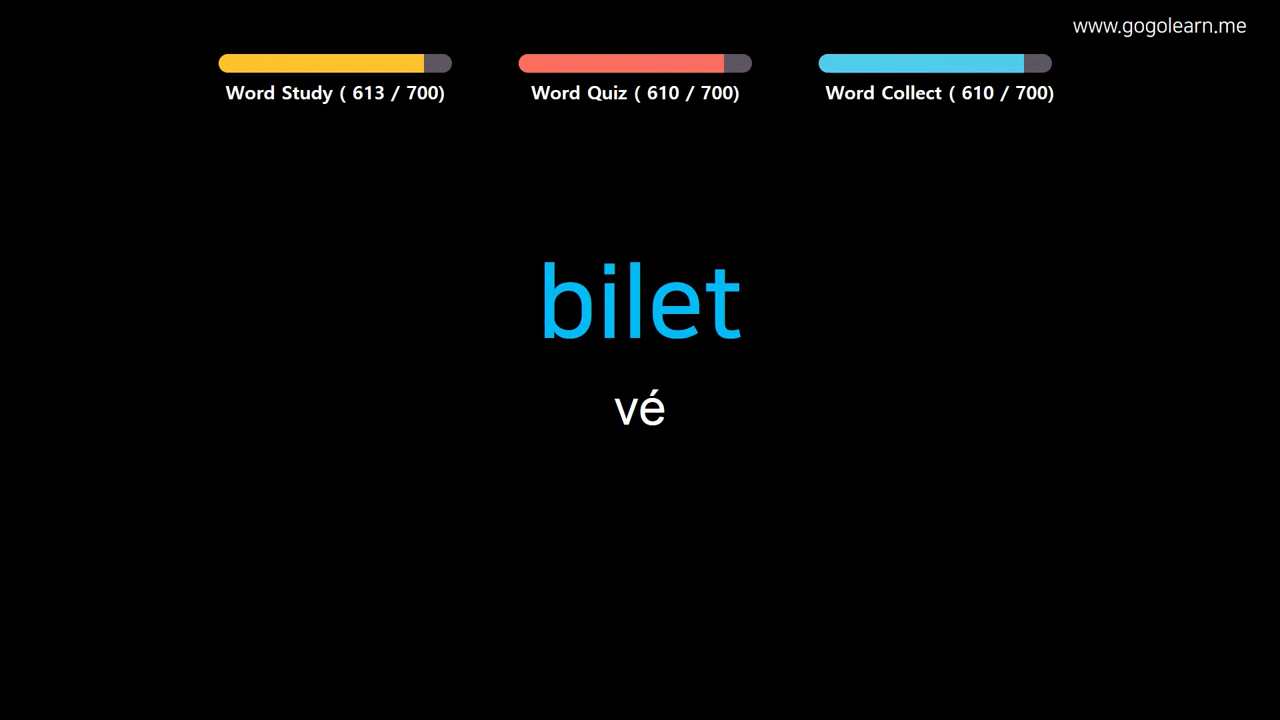 www.gogolearn.me
Word Study ( 613 / 700)
Word Quiz ( 610 / 700)
Word Collect ( 610 / 700)
bilet
vé